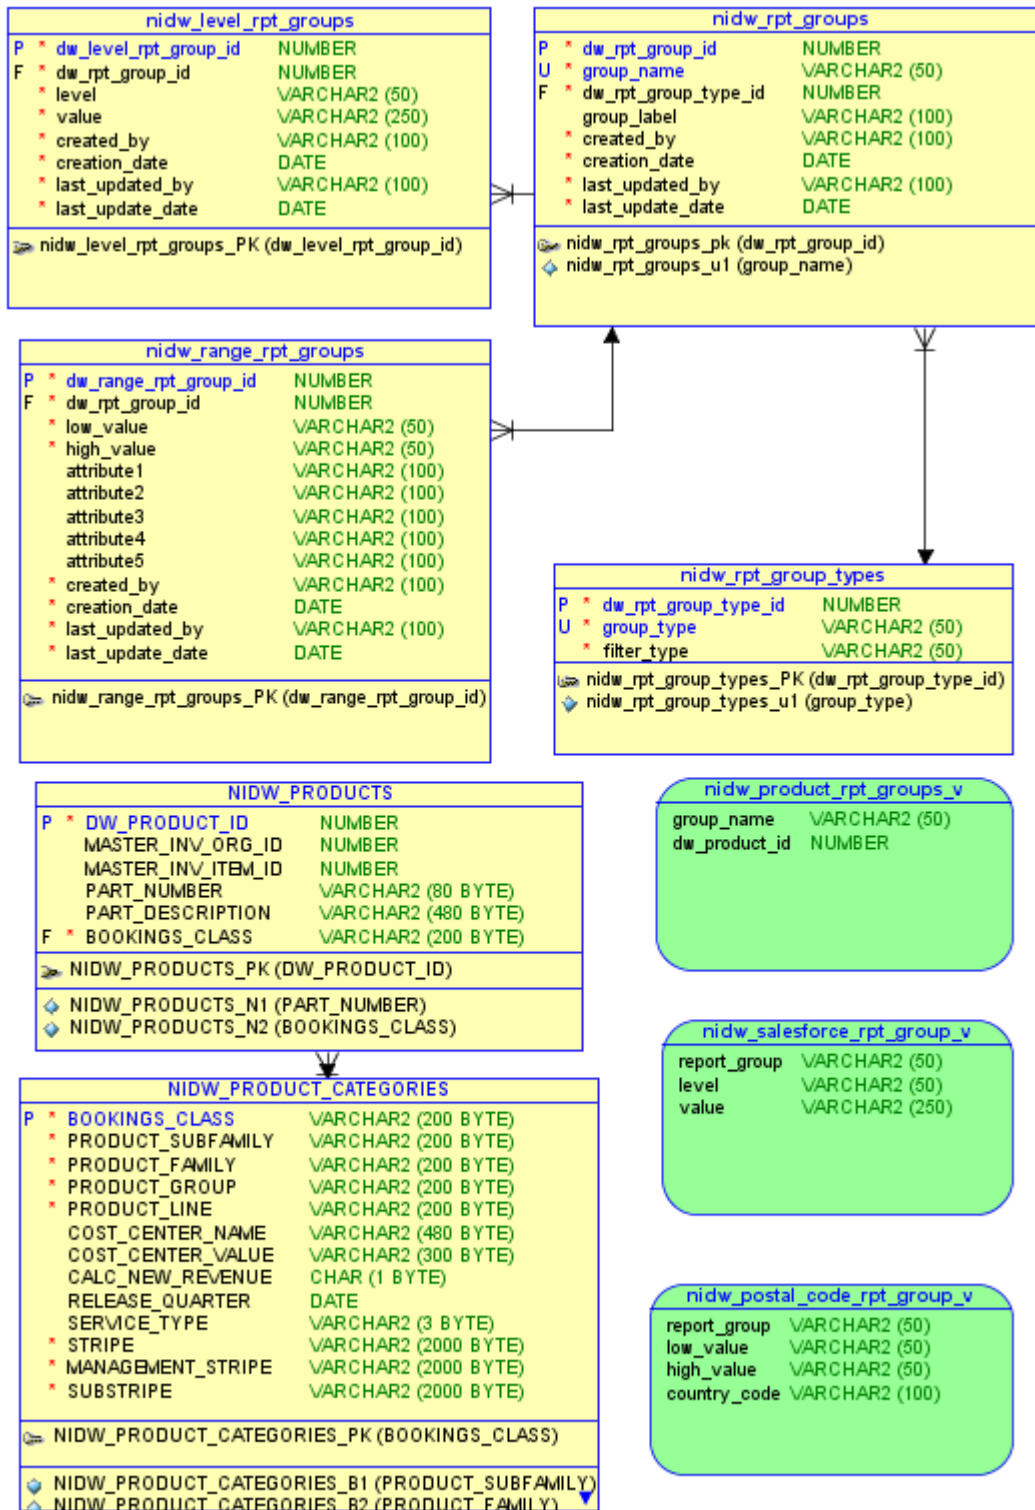 nidw_level_rpt_groups
P * dw_level_rpt_group_id NUMBER
F * dw_rpt_group_id NUMBER
* level VARCHAR2 (50)
* value VARCHAR2 (250)
* created_by VARCHAR2 (100)
* creation_date DATE
* last_updated_by VARCHAR2 (100)
* last_update_date DATE
nidw_level_rpt_groups_PK (dw_level_rpt_group_id)
nidw_rpt_groups
P * dw_rpt_group_id NUMBER
U * group_name VARCHAR2 (50)
F * dw_rpt_group_type_id NUMBER
group_label VARCHAR2 (100)
* created_by VARCHAR2 (100)
* creation_date DATE
* last_updated_by VARCHAR2 (100)
* last_update_date DATE
nidw_rpt_groups_pk (dw_rpt_group_id)
nidw_rpt_groups_u1 (group_name)
nidw_range_rpt_groups
P * dw_range_rpt_group_id NUMBER
F * dw_rpt_group_id NUMBER
* low_value VARCHAR2 (50)
* high_value VARCHAR2 (50)
attribute1 VARCHAR2 (100)
attribute2 VARCHAR2 (100)
attribute3 VARCHAR2 (100)
attribute4 VARCHAR2 (100)
attribute5 VARCHAR2 (100)
* created_by VARCHAR2 (100)
* creation_date DATE
* last_updated_by VARCHAR2 (100)
* last_update_date DATE
nidw_range_rpt_groups_PK (dw_range_rpt_group_id)
nidw_rpt_group_types
P * dw_rpt_group_type_id NUMBER
U * group_type VARCHAR2 (50)
* filter_type VARCHAR2 (50)
nidw_rpt_group_types_PK (dw_rpt_group_type_id)
nidw_rpt_group_types_u1 (group_type)
NIDW_PRODUCTS
P * DW_PRODUCT_ID NUMBER
MASTER_INV_ORG_ID NUMBER
MASTER_INV_ITEM_ID NUMBER
PART_NUMBER VARCHAR2 (80 BYTE)
PART_DESCRIPTION VARCHAR2 (480 BYTE)
F * BOOKINGS_CLASS VARCHAR2 (200 BYTE)
NIDW_PRODUCTS_PK (DW_PRODUCT_ID)
NIDW_PRODUCTS_N1 (PART_NUMBER)
NIDW_PRODUCTS_N2 (BOOKINGS_CLASS)
nidw_product_rpt_groups_v
group_name VARCHAR2 (50)
dw_product_id NUMBER
nidw_salesforce_rpt_group_v
report_group VARCHAR2 (50)
level VARCHAR2 (50)
value VARCHAR2 (250)
NIDW_PRODUCT_CATEGORIES
P * BOOKINGS_CLASS VARCHAR2 (200 BYTE)
* PRODUCT_SUBFAMILY VARCHAR2 (200 BYTE)
* PRODUCT_FAMILY VARCHAR2 (200 BYTE)
* PRODUCT_GROUP VARCHAR2 (200 BYTE)
* PRODUCT_LINE VARCHAR2 (200 BYTE)
COST_CENTER_NAME VARCHAR2 (480 BYTE)
COST_CENTER_VALUE VARCHAR2 (300 BYTE)
CALC_NEW_REVENUE CHAR (1 BYTE)
RELEASE_QUARTER DATE
SERVICE_TYPE VARCHAR2 (3 BYTE)
* STRIPE VARCHAR2 (2000 BYTE)
* MANAGEMENT_STRIPE VARCHAR2 (2000 BYTE)
* SUBSTRIPE VARCHAR2 (2000 BYTE)
NIDW_PRODUCT_CATEGORIES_PK (BOOKINGS_CLASS)
NIDW_PRODUCT_CATEGORIES_B1 (PRODUCT_SUBFAMILY)
NIDW_PRODUCT_CATEGORIES_B2 (PRODUCT_FAMILY)
nidw_postal_code_rpt_group_v
report_group VARCHAR2 (50)
low_value VARCHAR2 (50)
high_value VARCHAR2 (50)
country_code VARCHAR2 (100)